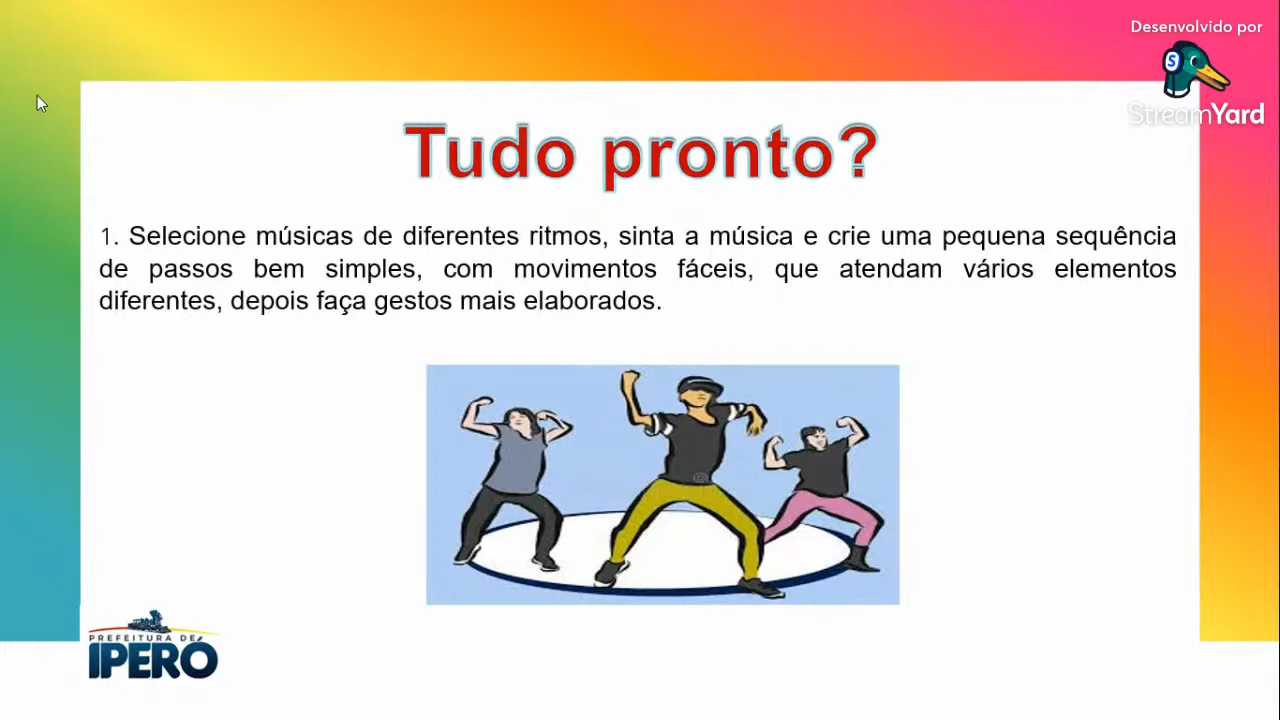 Desenvolvido por
StreamYard
Tudo pronto?
1. Selecione músicas de diferentes ritmos, sinta a música e crie uma pequena sequência
de passos bem simples, com movimentos fáceis, que atendam vários elementos
diferentes, depois faça gestos mais elaborados.
PREFEITURA DE
IPERÓ